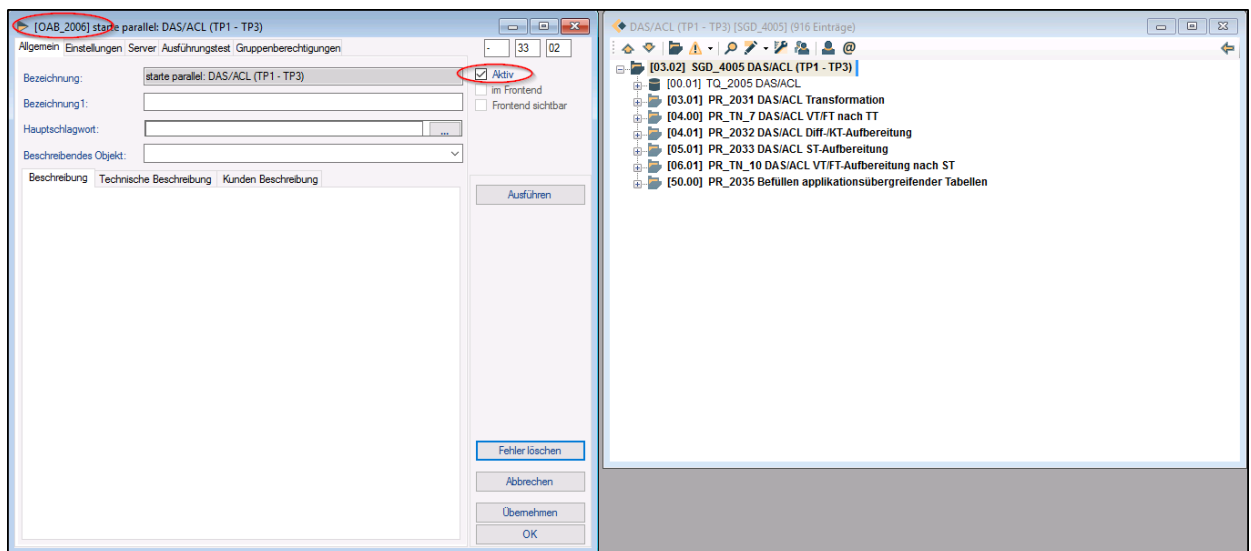 [OAB_2006] starte parallel: DAS/ACL (TP1 - TP3)
Allgemein Einstellungen Server Ausführungstest Gruppenberechtigungen
- 33 02
Bezeichnung: starte parallel: DAS/ACL (TP1 - TP3)
Aktiv
im Frontend
Bezeichnung1:
Frontend sichtbar
Hauptschlagwort: ...
Beschreibendes Objekt:
Beschreibung Technische Beschreibung Kunden Beschreibung
Ausführen
Fehler löschen
Abbrechen
Übernehmen
OK
DAS/ACL (TP1 - TP3) [SGD_4005] (916 Einträge)
@
[03.02] SGD_4005 DAS/ACL (TP1 - TP3)
[00.01] TQ_2005 DAS/ACL
[03.01] PR_2031 DAS/ACL Transformation
[04.00] PR_TN_7 DAS/ACL VT/FT nach TT
[04.01] PR_2032 DAS/ACL Diff-/KT-Aufbereitung
[05.01] PR_2033 DAS/ACL ST-Aufbereitung
[06.01] PR_TN_10 DAS/ACL VT/FT-Aufbereitung nach ST
[50.00] PR_2035 Befüllen applikationsübergreifender Tabellen